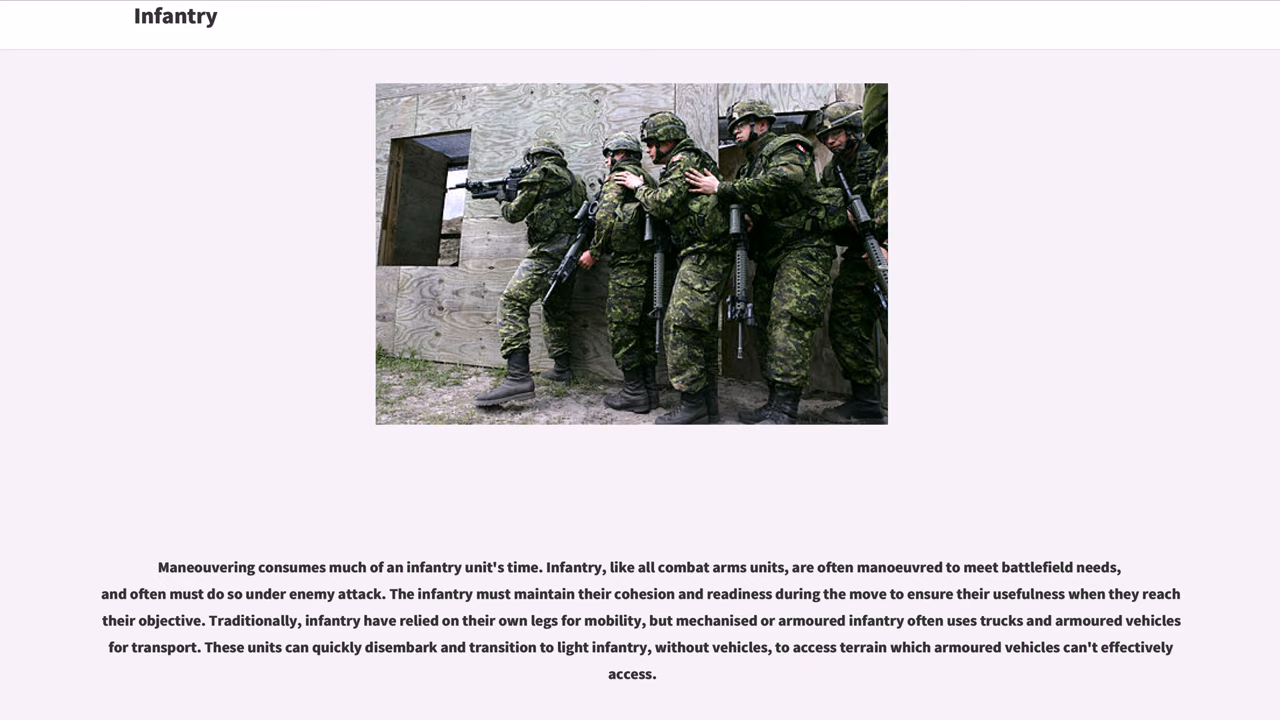 Infantry
Maneouvering consumes much of an infantry unit's time. Infantry, like all combat arms units, are often manoeuvred to meet battlefield needs,
and often must do so under enemy attack. The infantry must maintain their cohesion and readiness during the move to ensure their usefulness when they reach
their objective. Traditionally, infantry have relied on their own legs for mobility, but mechanised or armoured infantry often uses trucks and armoured vehicles
for transport. These units can quickly disembark and transition to light infantry, without vehicles, to access terrain which armoured vehicles can't effectively
access.